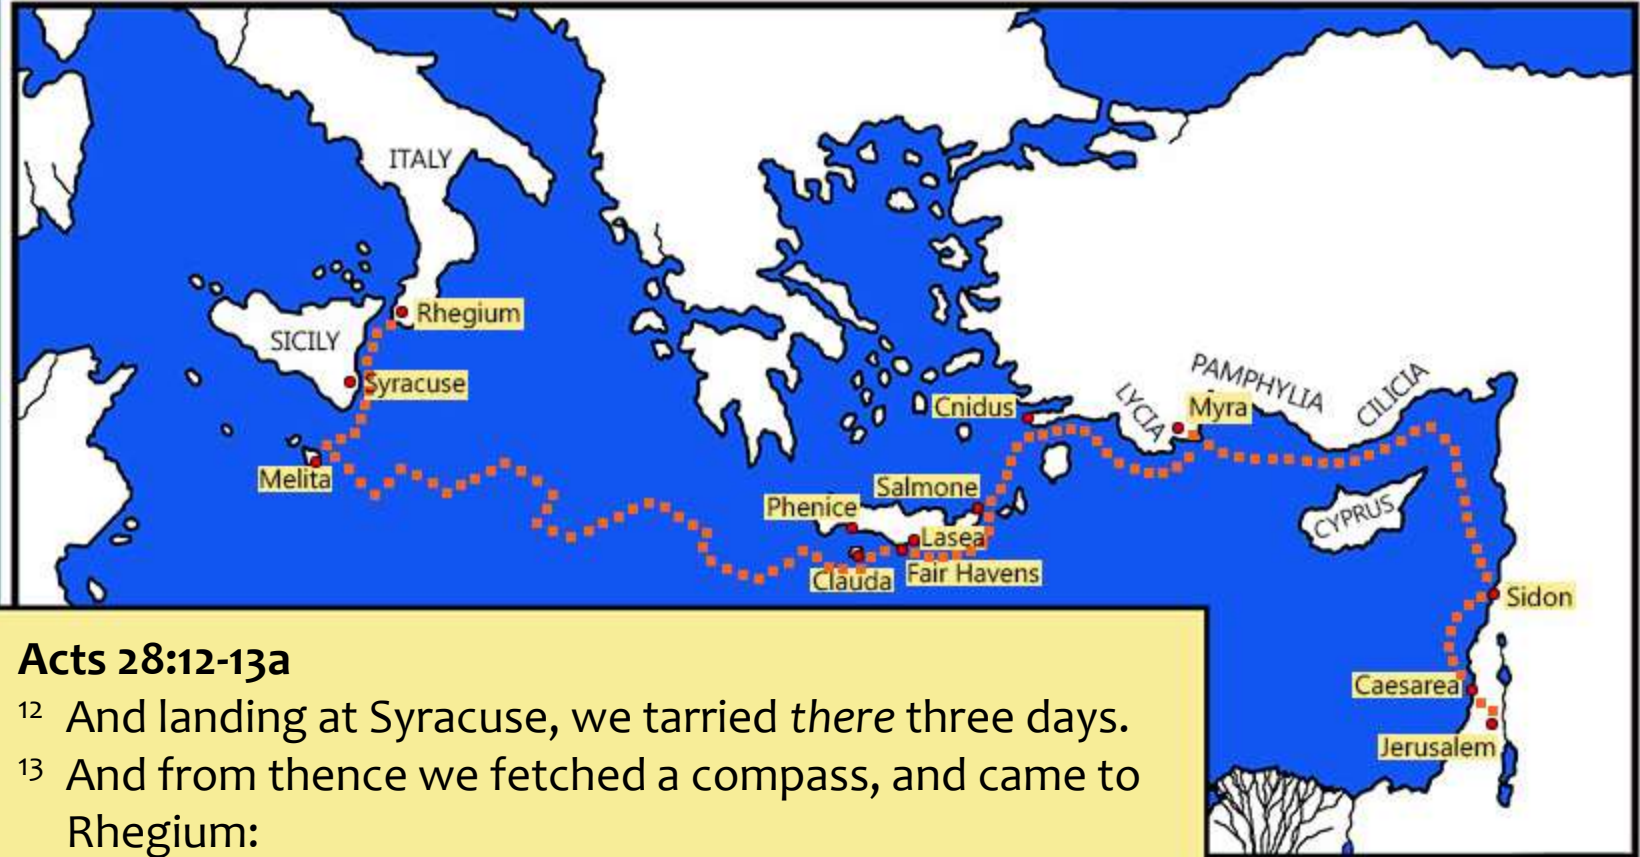 ITALY
Rhegium
SICILY
Syracuse
Melita
PAMPHYLIA
CILICIA
LYCIA
Myra
Cnidus
Salmone
Phenice
Lasea
Clauda
Fair Havens
CYPRUS
Sidon
Caesarea
Jerusalem
Acts 28:12-13a
12 And landing at Syracuse, we tarried there three days.
13 And from thence we fetched a compass, and came to
Rhegium: